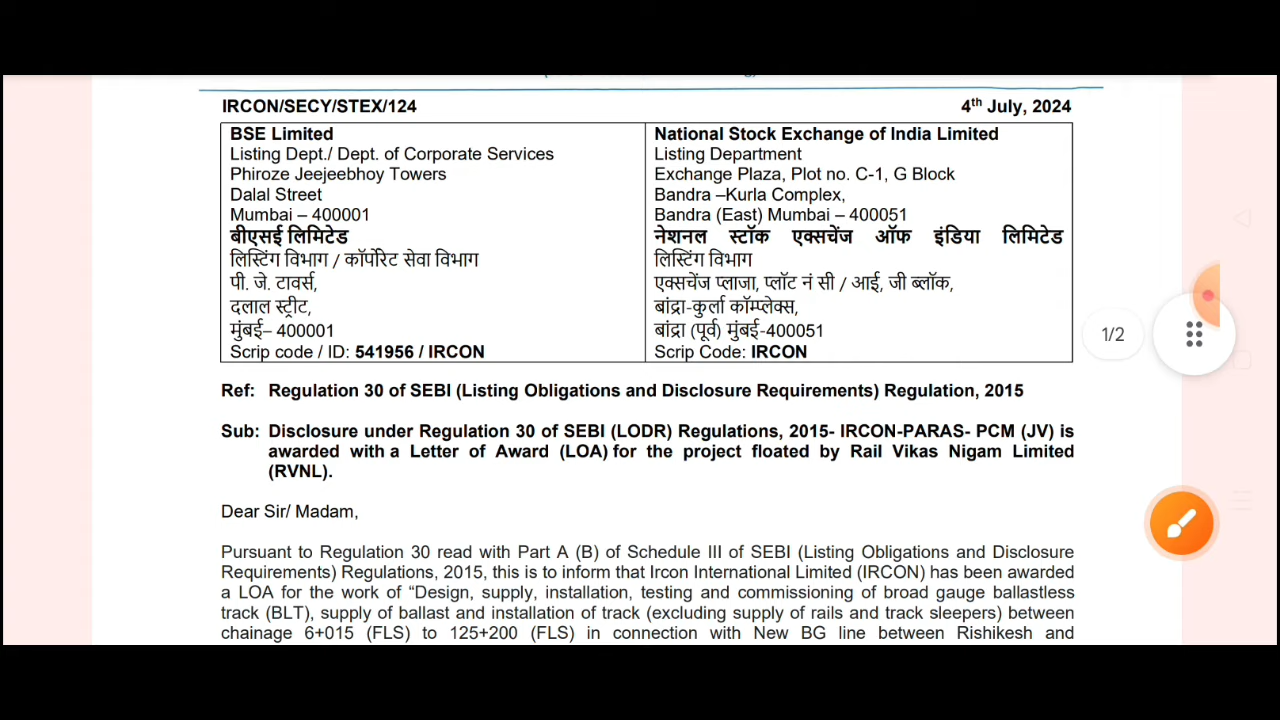 IRCON/SECY/STEX/124
4th July, 2024
BSE Limited
Listing Dept./ Dept. of Corporate Services
Phiroze Jeejeebhoy Towers
Dalal Street
Mumbai – 400001
बीएसई लिमिटेड
लिस्टिंग विभाग / कॉर्पोरेट सेवा विभाग
पी. जे. टावर्स,
दलाल स्ट्रीट,
मुंबई– 400001
Scrip code / ID: 541956 / IRCON
National Stock Exchange of India Limited
Listing Department
Exchange Plaza, Plot no. C-1, G Block
Bandra –Kurla Complex,
Bandra (East) Mumbai – 400051
नेशनल स्टॉक एक्सचेंज ऑफ इंडिया लिमिटेड
लिस्टिंग विभाग
एक्सचेंज प्लाजा, प्लॉट नं सी / आई, जी ब्लॉक,
बांद्रा-कुर्ला कॉम्प्लेक्स,
बांद्रा (पूर्व) मुंबई-400051
Scrip Code: IRCON
1/2
Ref: Regulation 30 of SEBI (Listing Obligations and Disclosure Requirements) Regulation, 2015
Sub: Disclosure under Regulation 30 of SEBI (LODR) Regulations, 2015- IRCON-PARAS- PCM (JV) is
awarded with a Letter of Award (LOA) for the project floated by Rail Vikas Nigam Limited
(RVNL).
Dear Sir/ Madam,
Pursuant to Regulation 30 read with Part A (B) of Schedule III of SEBI (Listing Obligations and Disclosure
Requirements) Regulations, 2015, this is to inform that Ircon International Limited (IRCON) has been awarded
a LOA for the work of “Design, supply, installation, testing and commissioning of broad gauge ballastless
track (BLT), supply of ballast and installation of track (excluding supply of rails and track sleepers) between
chainage 6+015 (FLS) to 125+200 (FLS) in connection with New BG line between Rishikesh and